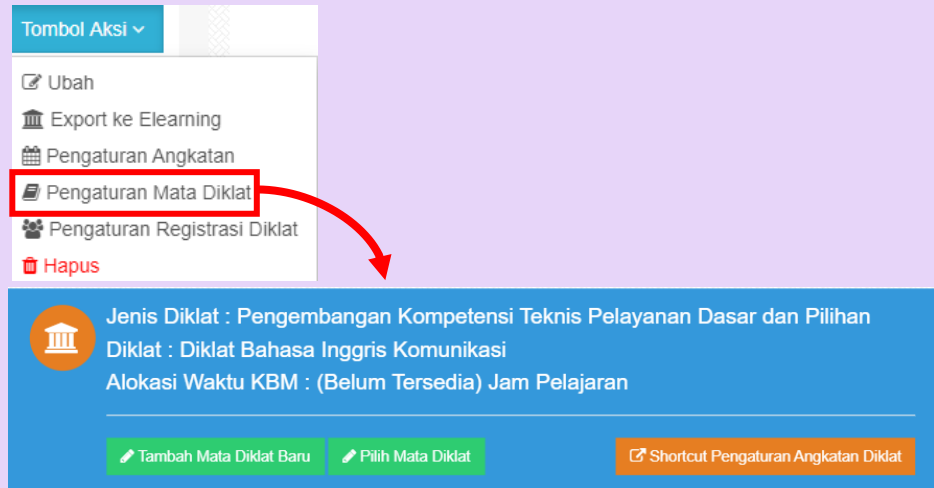 Tombol Aksi
Ubah
Export ke Elearning
Pengaturan Angkatan
Pengaturan Mata Diklat
Pengaturan Registrasi Diklat
Hapus
Jenis Diklat : Pengembangan Kompetensi Teknis Pelayanan Dasar dan Pilihan
Diklat : Diklat Bahasa Inggris Komunikasi
Alokasi Waktu KBM : (Belum Tersedia) Jam Pelajaran
Tambah Mata Diklat Baru Pilih Mata Diklat Shortcut Pengaturan Angkatan Diklat